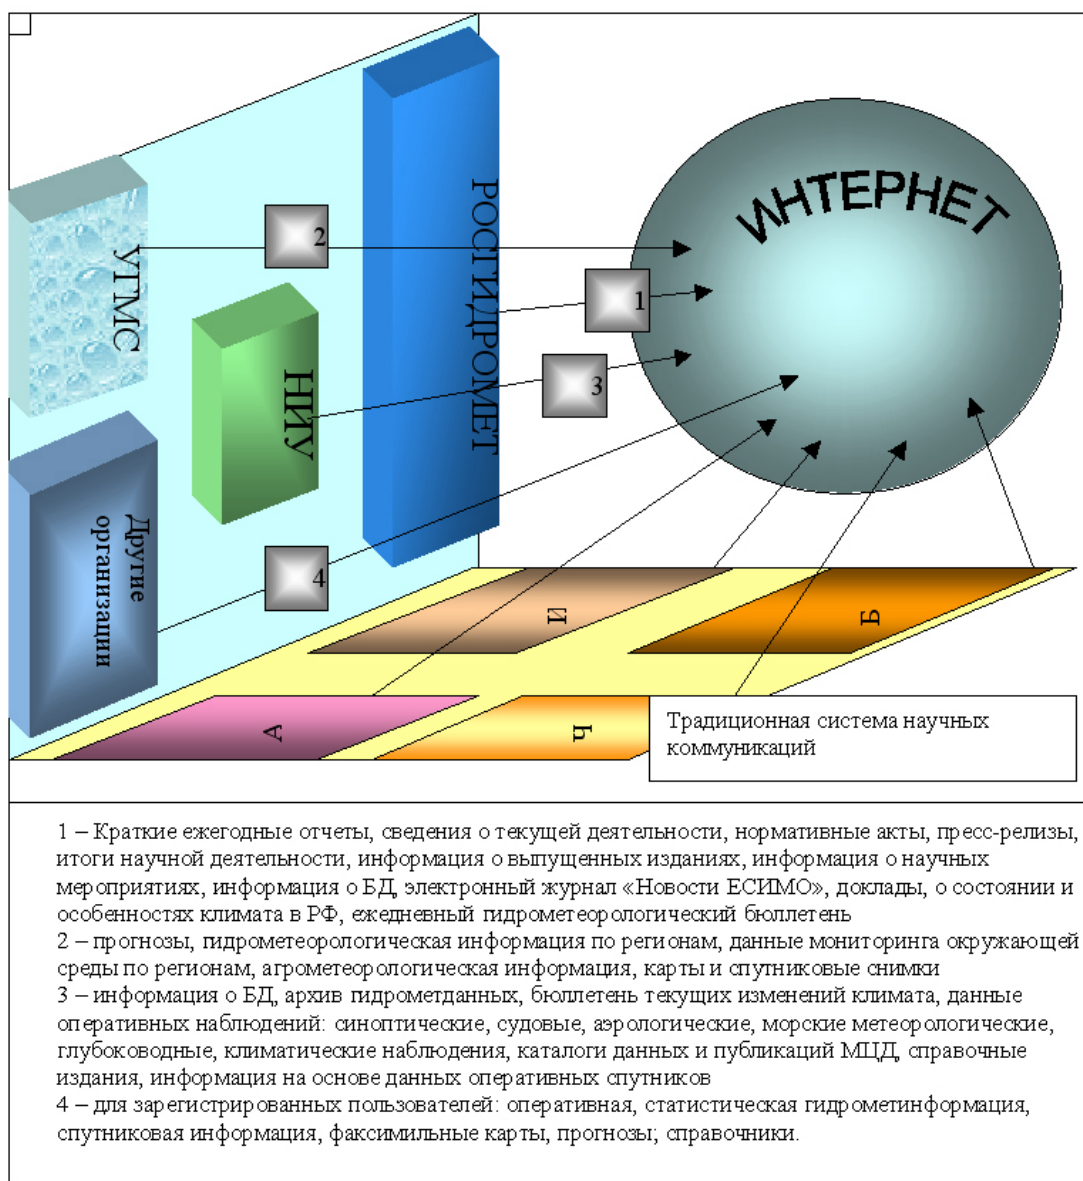 ИНТЕРНЕТ
РОСГИДРОМЕТ
УГМС
2
1
НИУ
3
Другие
организации
4
И
Б
А
Ч
Традиционная система научных
коммуникаций
1 – Краткие ежегодные отчеты, сведения о текущей деятельности, нормативные акты, пресс-релизы,
итоги научной деятельности, информация о выпущенных изданиях, информация о научных
мероприятиях, информация о БД, электронный журнал «Новости ЕСИМО», доклады, о состоянии и
особенностях климата в РФ, ежедневный гидрометеорологический бюллетень
2 – прогнозы, гидрометеорологическая информация по регионам, данные мониторинга окружающей
среды по регионам, агрометеорологическая информация, карты и спутниковые снимки
3 – информация о БД, архив гидрометданных, бюллетень текущих изменений климата, данные
оперативных наблюдений: синоптические, судовые, аэрологические, морские метеорологические,
глубоководные, климатические наблюдения, каталоги данных и публикаций МЦД, справочные
издания, информация на основе данных оперативных спутников
4 – для зарегистрированных пользователей: оперативная, статистическая гидрометинформация,
спутниковая информация, факсимильные карты, прогнозы; справочники.